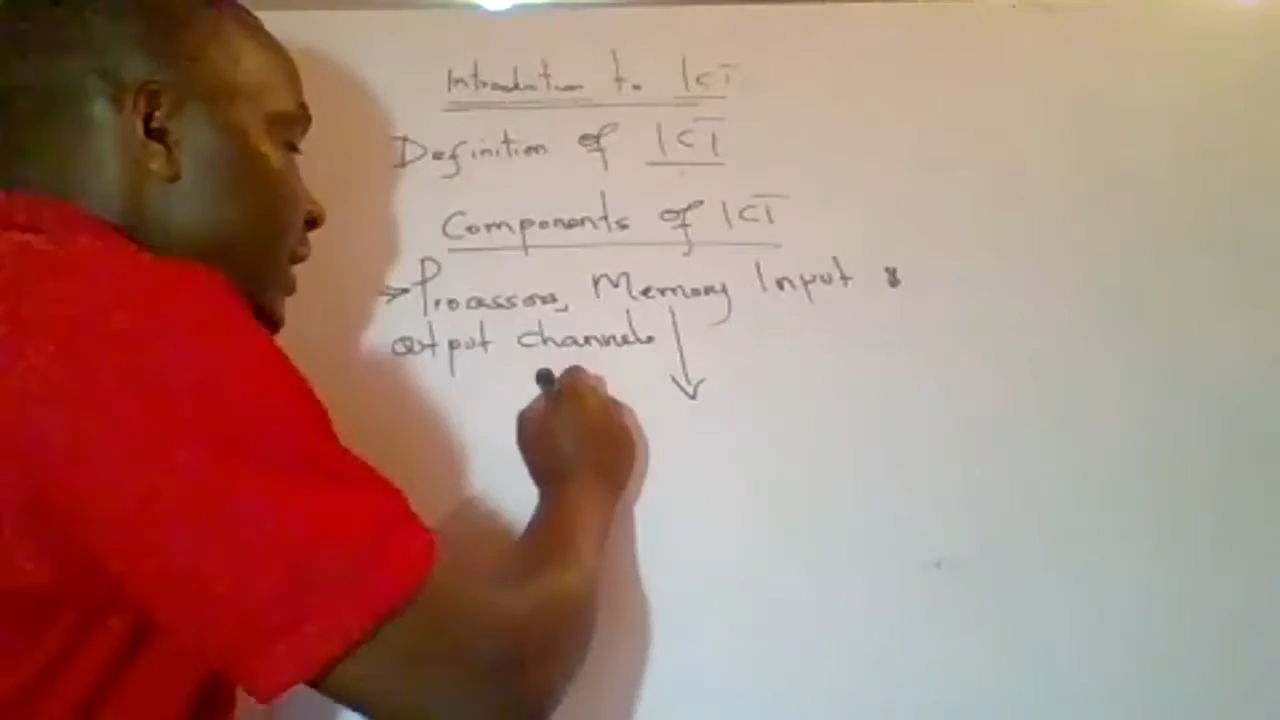 Introduction to ICT
Definition of ICT
Components of ICT
→ Processors, Memory Input &
output channels